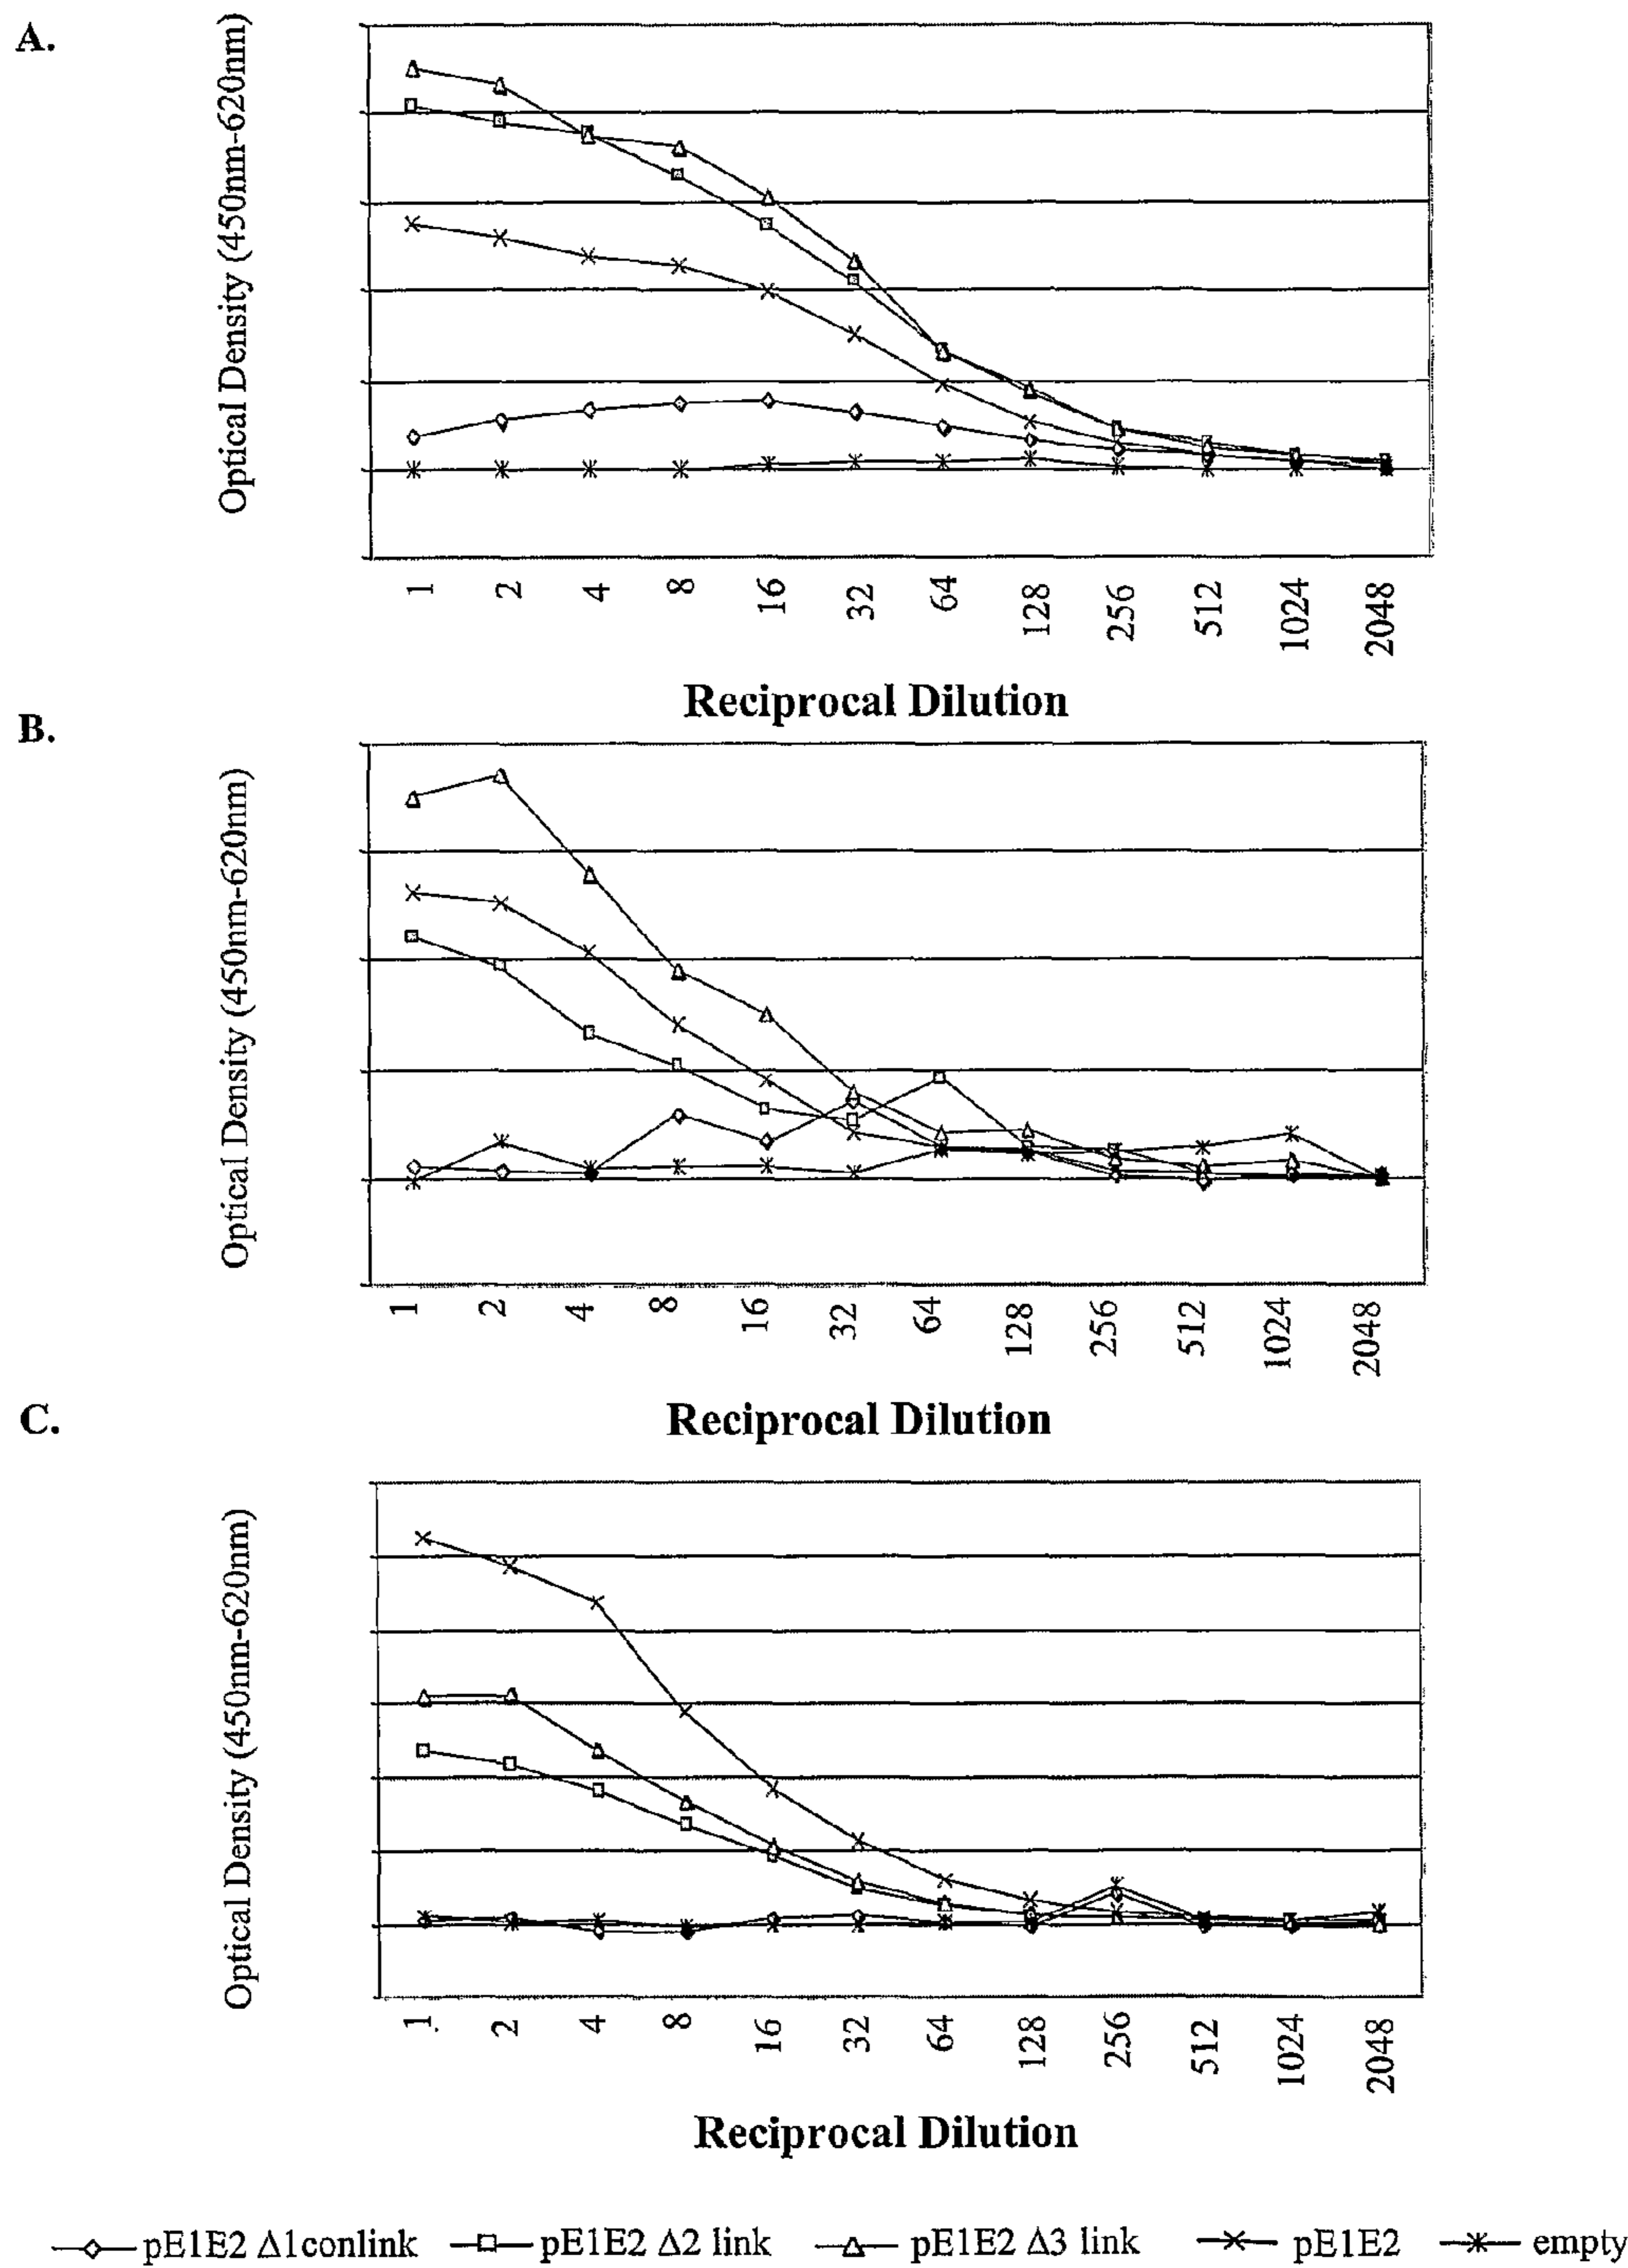 A.
Optical Density (450nm-620nm)
1 2 4 8 16 32 64 128 256 512 1024 2048
Reciprocal Dilution
B.
Optical Density (450nm-620nm)
1 2 4 8 16 32 64 128 256 512 1024 2048
Reciprocal Dilution
C.
Optical Density (450nm-620nm)
1 2 4 8 16 32 64 128 256 512 1024 2048
Reciprocal Dilution
pE1E2 Δ1conlink pE1E2 Δ2 link pE1E2 Δ3 link pE1E2 empty